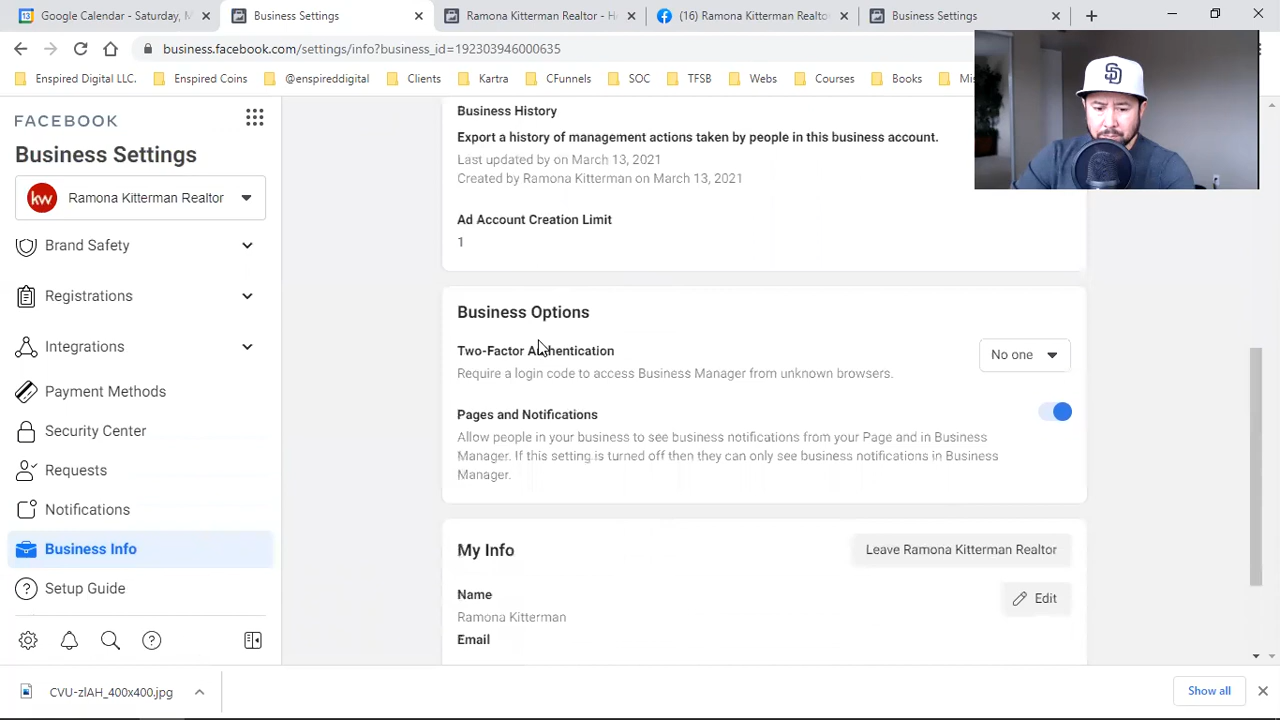 Google Calendar - Saturday, M
Business Settings
Ramona Kitterman Realtor - H
(16) Ramona Kitterman Realto
Business Settings
business.facebook.com/settings/info?business_id=192303946000635
Enspired Digital LLC.
Enspired Coins
@enspireddigital
Clients
Kartra
CFunnels
SOC
TFSB
Webs
Courses
Books
Mis
FACEBOOK
Business Settings
kw
Ramona Kitterman Realtor
Brand Safety
Registrations
Integrations
Payment Methods
Security Center
Requests
Notifications
Business Info
Setup Guide
Business History
Export a history of management actions taken by people in this business account.
Last updated by on March 13, 2021
Created by Ramona Kitterman on March 13, 2021
Ad Account Creation Limit
1
Business Options
Two-Factor Authentication
No one
Require a login code to access Business Manager from unknown browsers.
Pages and Notifications
Allow people in your business to see business notifications from your Page and in Business
Manager. If this setting is turned off then they can only see business notifications in Business
Manager.
My Info
Leave Ramona Kitterman Realtor
Name
Edit
Ramona Kitterman
Email
SD
CVU-zlAH_400x400.jpg
Show all